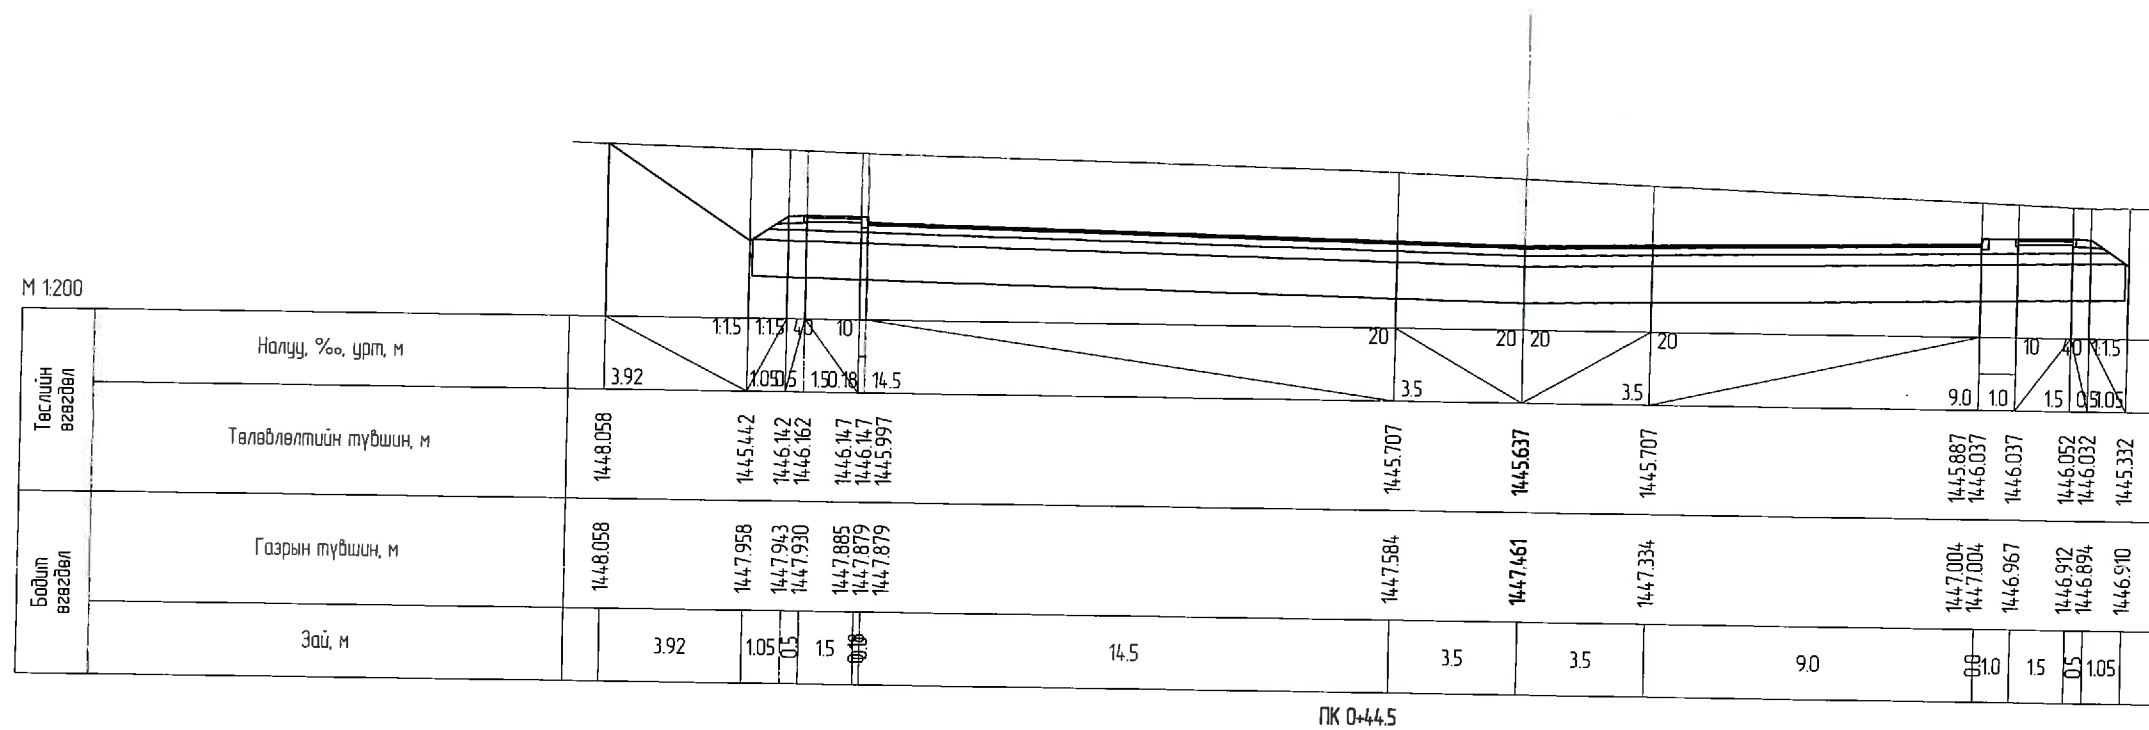 М 1:200
Төслийн өгөгдөл
Налуу, ‰, урт, м
1:1.5 1:1.5 40 10 20 20 20 20 10 40 1:1.5
3.92 1.05 0.5 1.5 0.18 14.5 3.5 3.5 9.0 1.0 1.5 0.5 1.05
Төлөвлөлтийн түвшин, м
1448.058 1445.442 1446.142 1446.162 1446.147 1446.147 1445.997 1445.707 1445.637 1445.707 1445.887 1446.037 1446.037 1446.052 1446.032 1445.332
Бодит өгөгдөл
Газрын түвшин, м
1448.058 1447.958 1447.943 1447.930 1447.885 1447.879 1447.879 1447.584 1447.461 1447.334 1447.004 1447.004 1446.967 1446.912 1446.894 1446.910
Зай, м
3.92 1.05 0.5 1.5 0.18 14.5 3.5 3.5 9.0 0.0 1.0 1.5 0.5 1.05
ПК 0+44.5